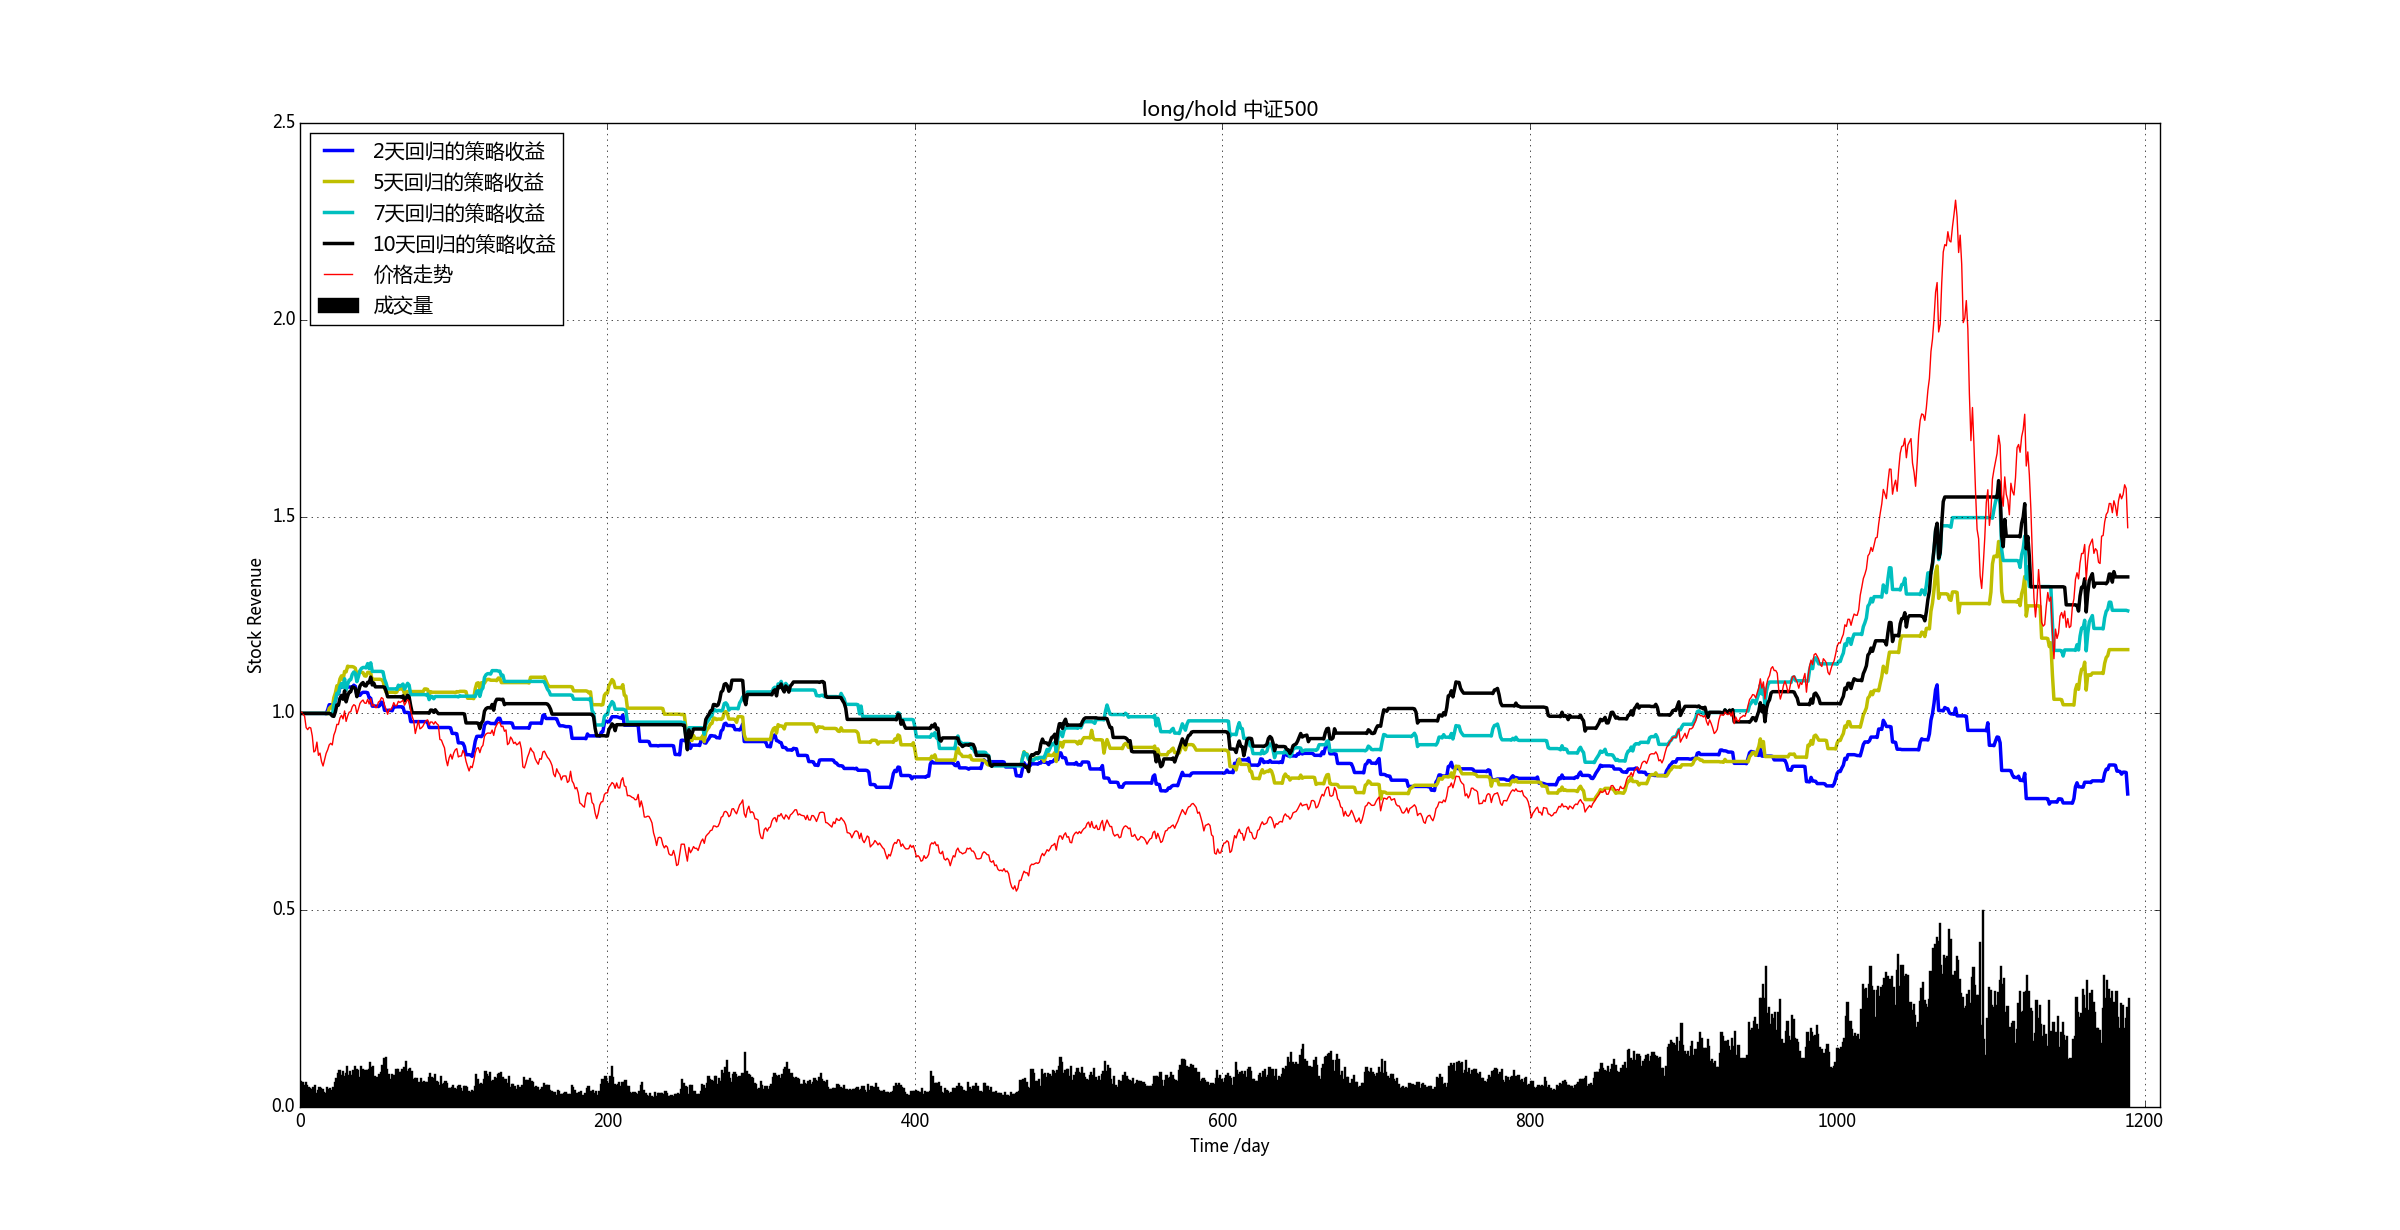 long/hold 中证500
2.5
2.0
1.5
1.0
0.5
0.0
Stock Revenue
2天回归的策略收益
5天回归的策略收益
7天回归的策略收益
10天回归的策略收益
价格走势
成交量
0 200 400 600 800 1000 1200
Time /day